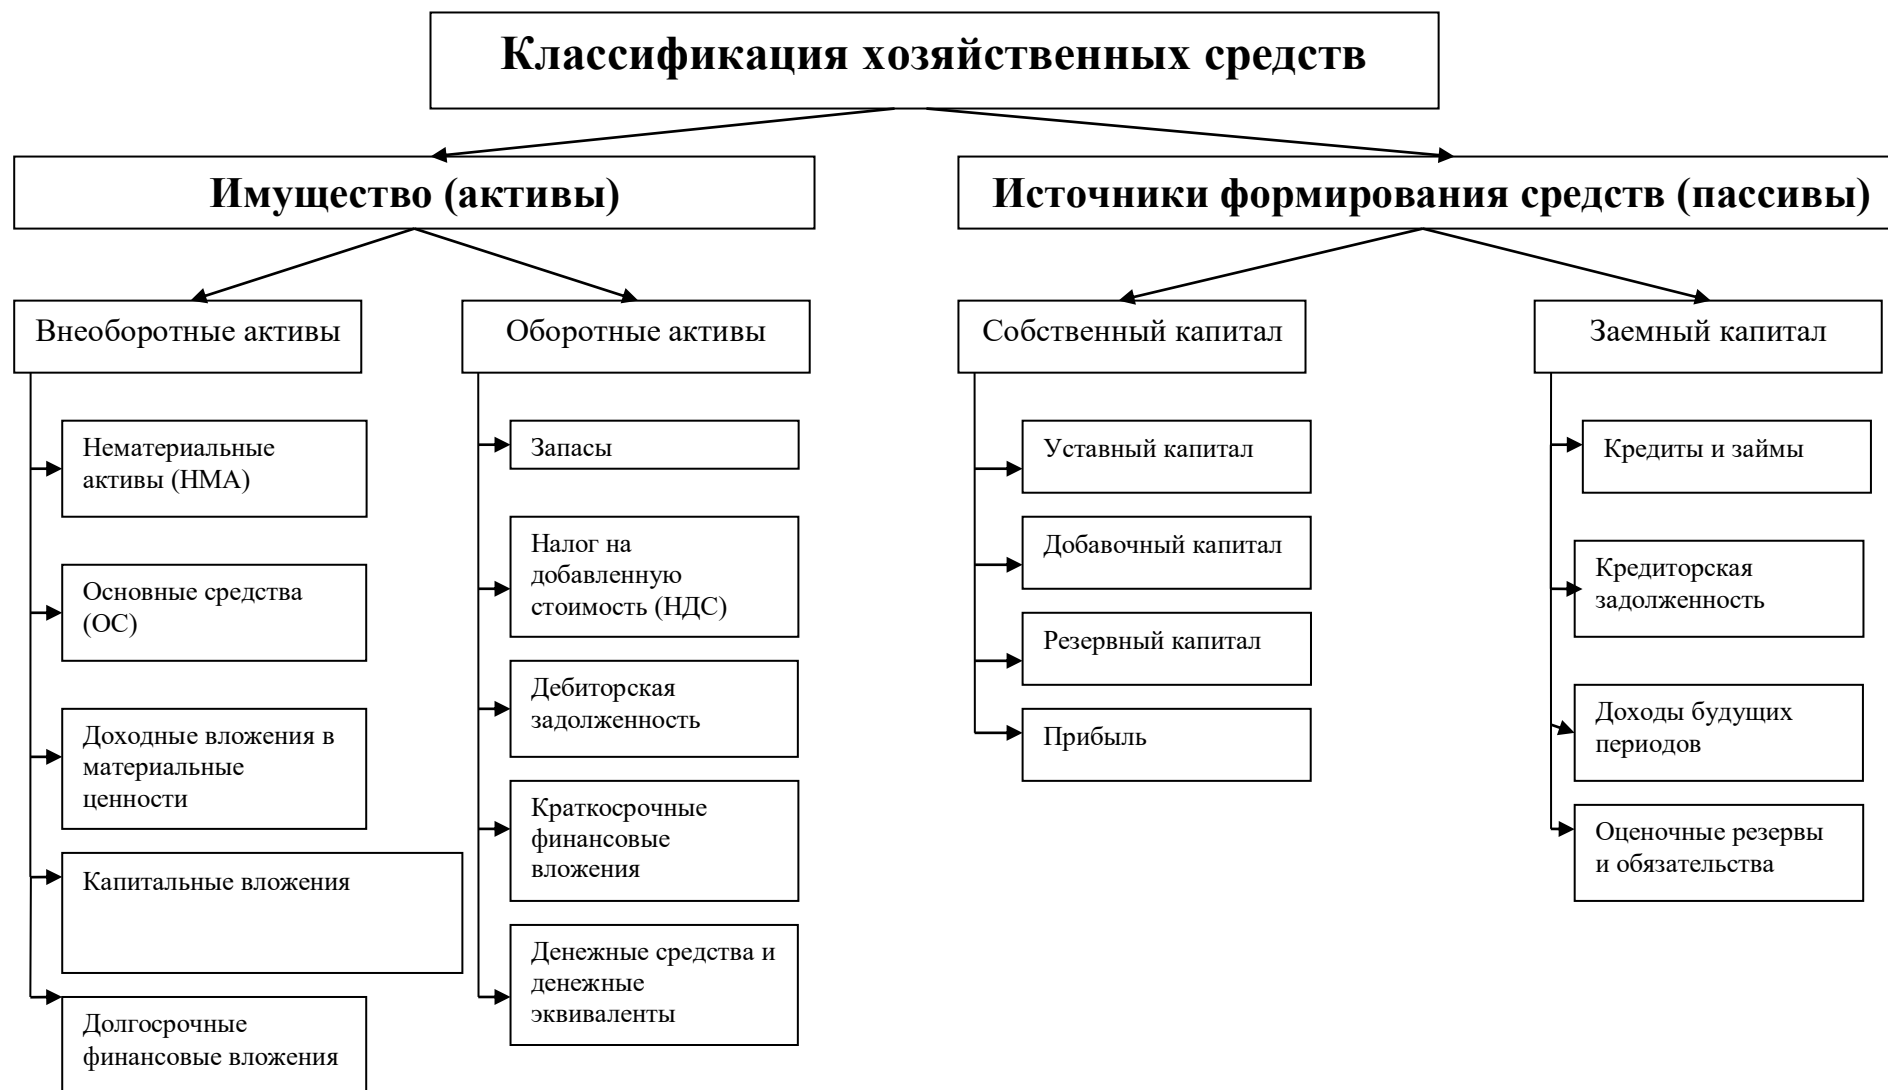 Классификация хозяйственных средств
Имущество (активы)
Источники формирования средств (пассивы)
Внеоборотные активы
Оборотные активы
Собственный капитал
Заемный капитал
Нематериальные
активы (НМА)
Основные средства
(ОС)
Доходные вложения в
материальные
ценности
Капитальные вложения
Долгосрочные
финансовые вложения
Запасы
Налог на
добавленную
стоимость (НДС)
Дебиторская
задолженность
Краткосрочные
финансовые
вложения
Денежные средства и
денежные
эквиваленты
Уставный капитал
Добавочный капитал
Резервный капитал
Прибыль
Кредиты и займы
Кредиторская
задолженность
Доходы будущих
периодов
Оценочные резервы
и обязательства